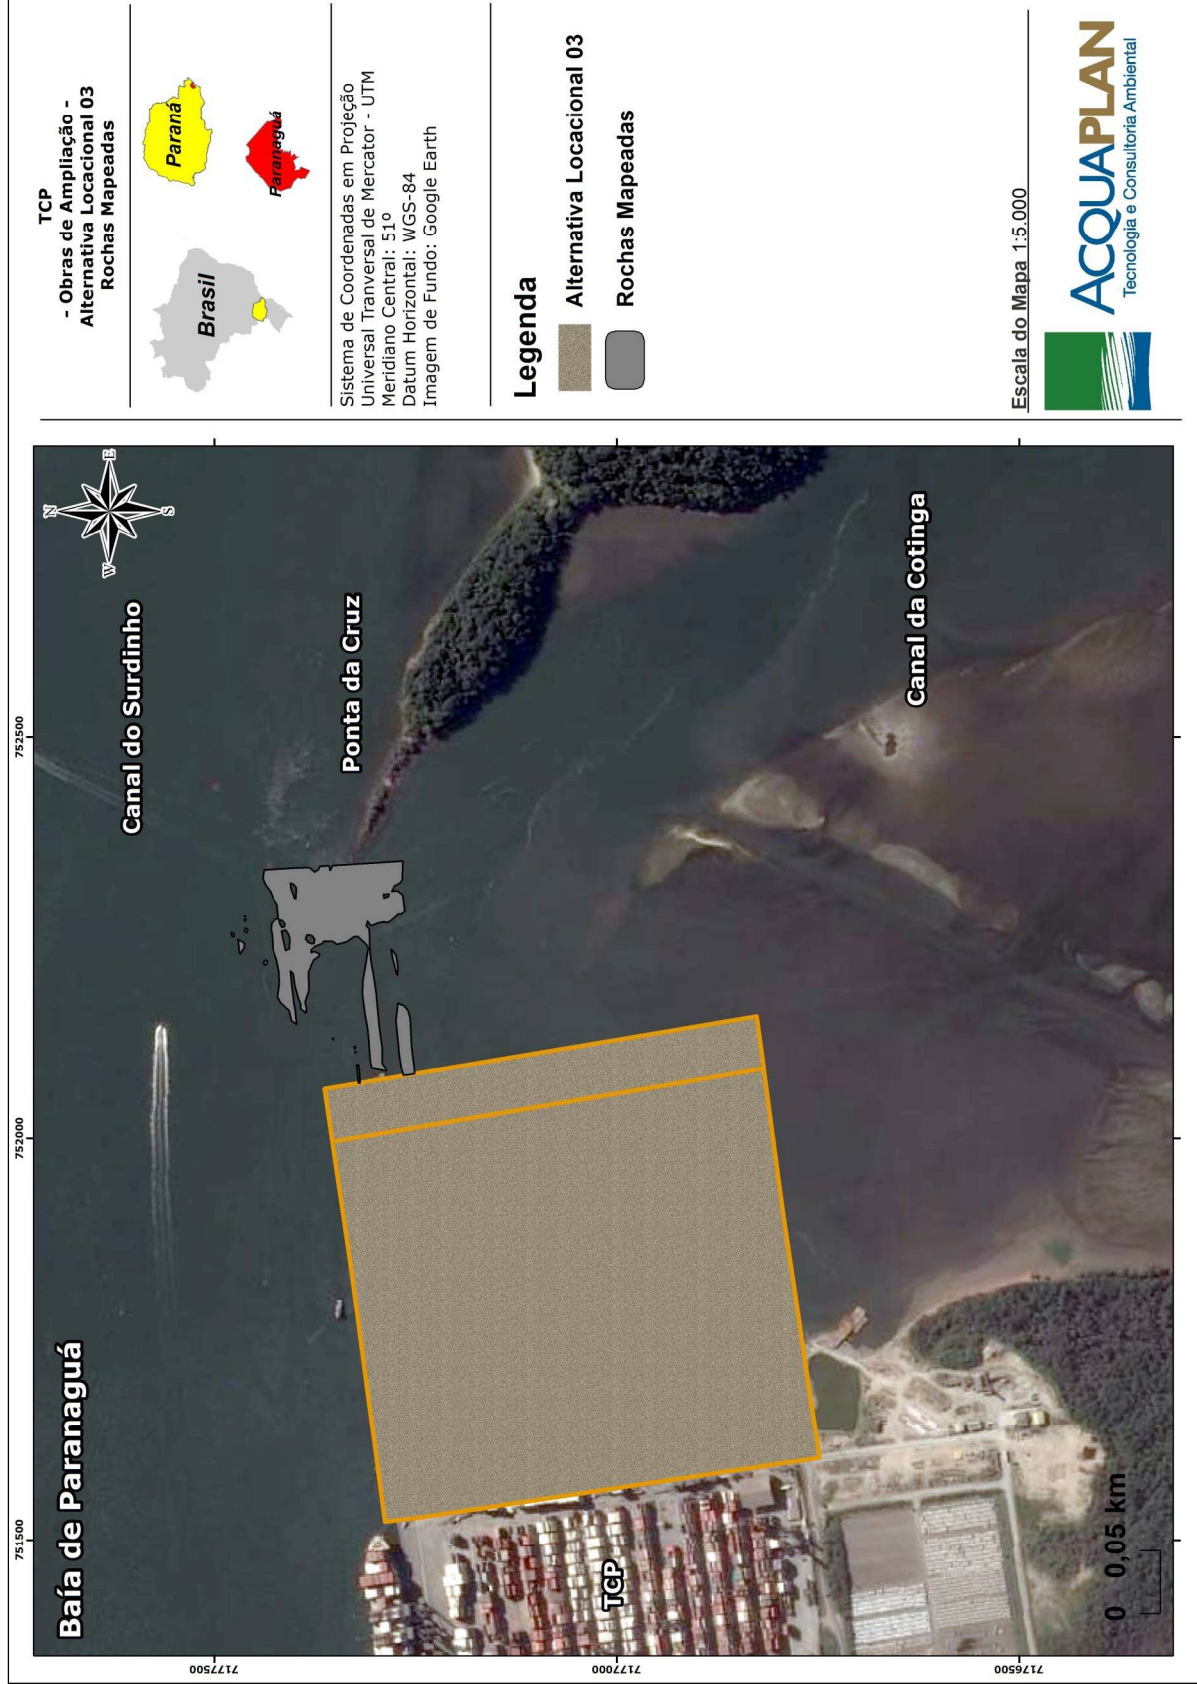 TCP
- Obras de Ampliação -
Alternativa Locacional 03
Rochas Mapeadas
Brasil
Paraná
Paranaguá
Sistema de Coordenadas em Projeção
Universal Tranversal de Mercator - UTM
Meridiano Central: 51º
Datum Horizontal: WGS-84
Imagem de Fundo: Google Earth
Legenda
Alternativa Locacional 03
Rochas Mapeadas
Escala do Mapa 1:5.000
ACQUAPLAN
Tecnologia e Consultoria Ambiental
751500
752000
752500
7177500
7177000
7176500
N
W
E
S
Baía de Paranaguá
Canal do Surdinho
Ponta da Cruz
Canal da Cotinga
TCP
0 0,05 km